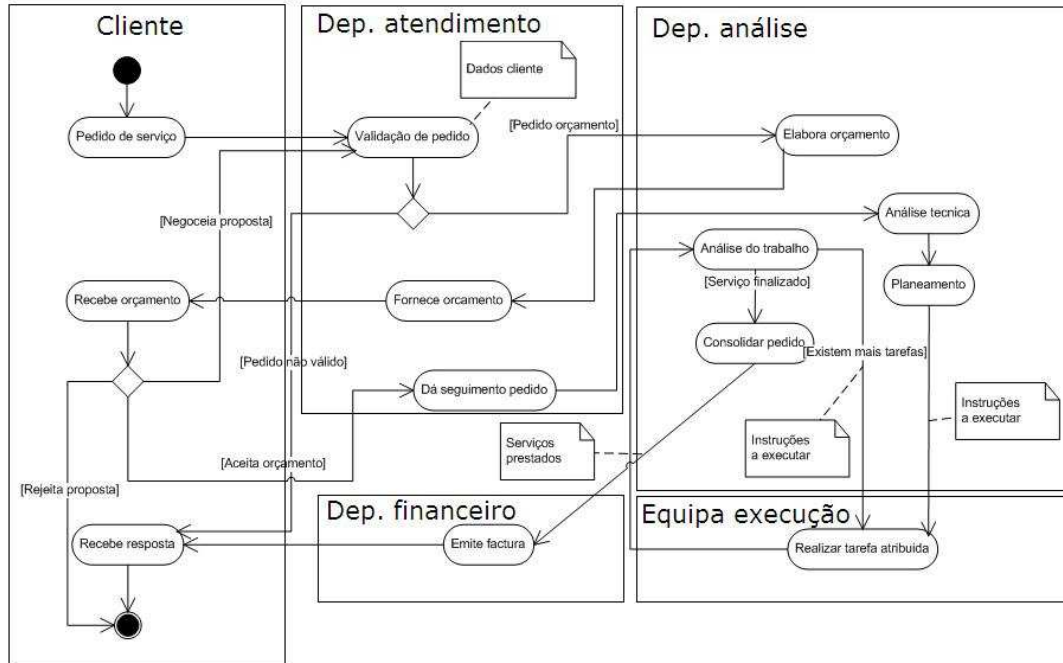 Cliente
Dep. atendimento
Dep. análise
Dados cliente
Pedido de serviço
Validação de pedido
[Pedido orçamento]
Elabora orçamento
[Negoceia proposta]
Análise tecnica
Análise do trabalho
[Serviço finalizado]
Planeamento
Recebe orçamento
Fornece orcamento
Consolidar pedido
[Existem mais tarefas]
[Pedido não válido]
Dá seguimento pedido
Instruções
a executar
Serviços
prestados
Instruções
a executar
[Aceita orçamento]
[Rejeita proposta]
Dep. financeiro
Equipa execução
Recebe resposta
Emite factura
Realizar tarefa atribuida